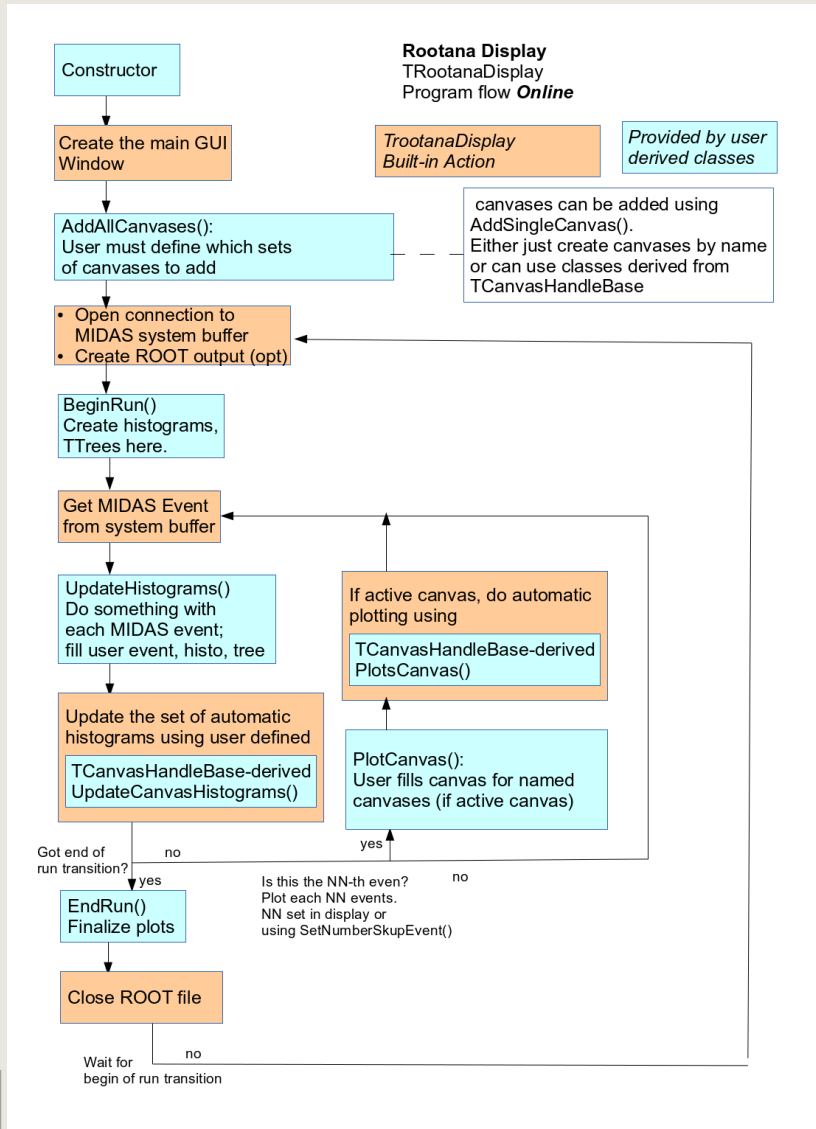 Rootana Display
TRootanaDisplay
Program flow Online
Constructor
Create the main GUI
Window
TrootanaDisplay
Built-in Action
Provided by user
derived classes
AddAllCanvases():
User must define which sets
of canvases to add
canvases can be added using
AddSingleCanvas().
Either just create canvases by name
or can use classes derived from
TCanvasHandleBase
• Open connection to
MIDAS system buffer
• Create ROOT output (opt)
BeginRun()
Create histograms,
TTrees here.
Get MIDAS Event
from system buffer
UpdateHistograms()
Do something with
each MIDAS event;
fill user event, histo, tree
If active canvas, do automatic
plotting using
TCanvasHandleBase-derived
PlotsCanvas()
Update the set of automatic
histograms using user defined
TCanvasHandleBase-derived
UpdateCanvasHistograms()
PlotCanvas():
User fills canvas for named
canvases (if active canvas)
Got end of
run transition?
no
yes
yes
Is this the NN-th even?
Plot each NN events.
NN set in display or
using SetNumberSkupEvent()
no
EndRun()
Finalize plots
Close ROOT file
no
Wait for
begin of run transition